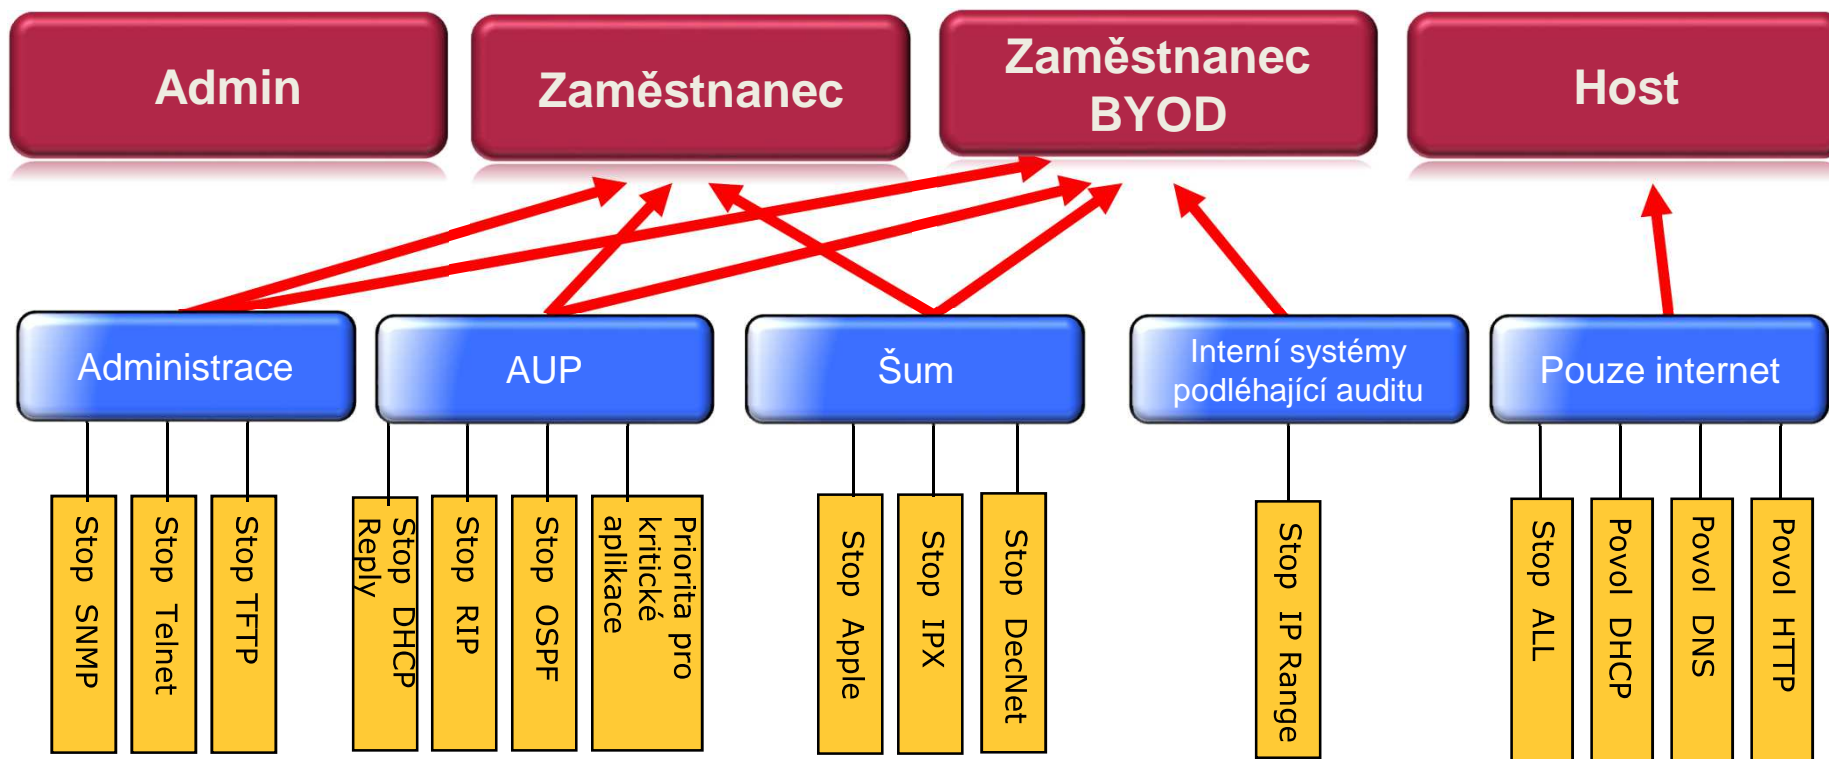 Admin
Zaměstnanec
Zaměstnanec
BYOD
Host
Administrace
AUP
Šum
Interní systémy
podléhající auditu
Pouze internet
Stop SNMP
Stop Telnet
Stop TFTP
Stop DHCP
Reply
Stop RIP
Stop OSPF
Priorita pro
kritické
aplikace
Stop Apple
Stop IPX
Stop DecNet
Stop IP Range
Stop ALL
Povol DHCP
Povol DNS
Povol HTTP